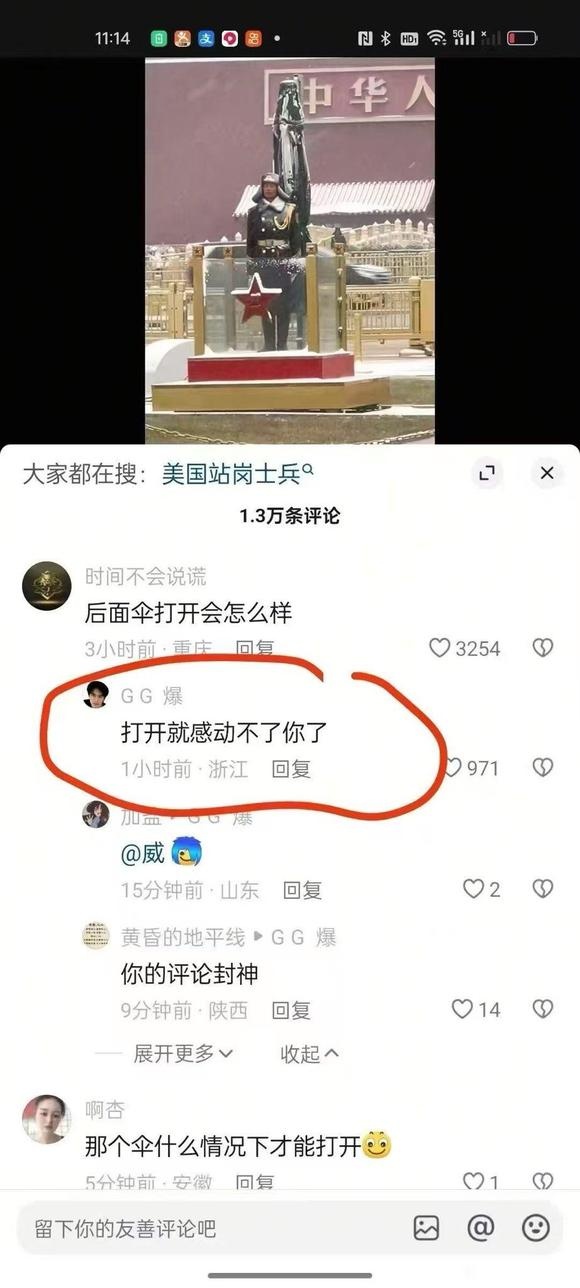 11:14
HD1
5G
中华人
大家都在搜：美国站岗士兵
1.3万条评论
时间不会说谎
后面伞打开会怎么样
3小时前·重庆 回复
3254
GG 爆
打开就感动不了你了
1小时前·浙江 回复
971
加盐 GG 爆
@威
15分钟前·山东 回复
2
黄昏的地平线 GG 爆
你的评论封神
9分钟前·陕西 回复
14
展开更多 收起
啊杏
那个伞什么情况下才能打开
5分钟前·安徽 回复
1
留下你的友善评论吧